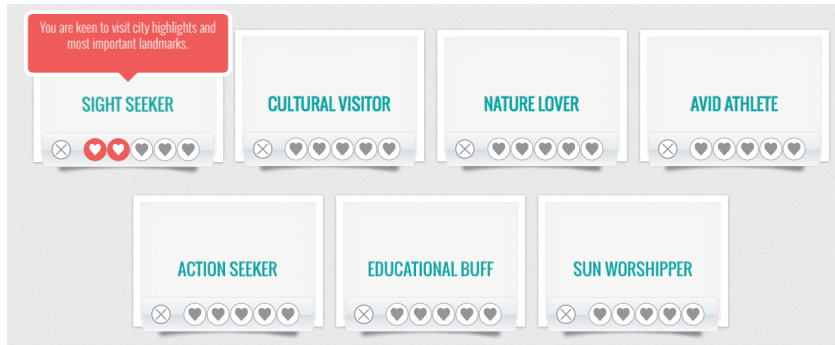 You are keen to visit city highlights and
most important landmarks.
SIGHT SEEKER
CULTURAL VISITOR
NATURE LOVER
AVID ATHLETE
ACTION SEEKER
EDUCATIONAL BUFF
SUN WORSHIPPER